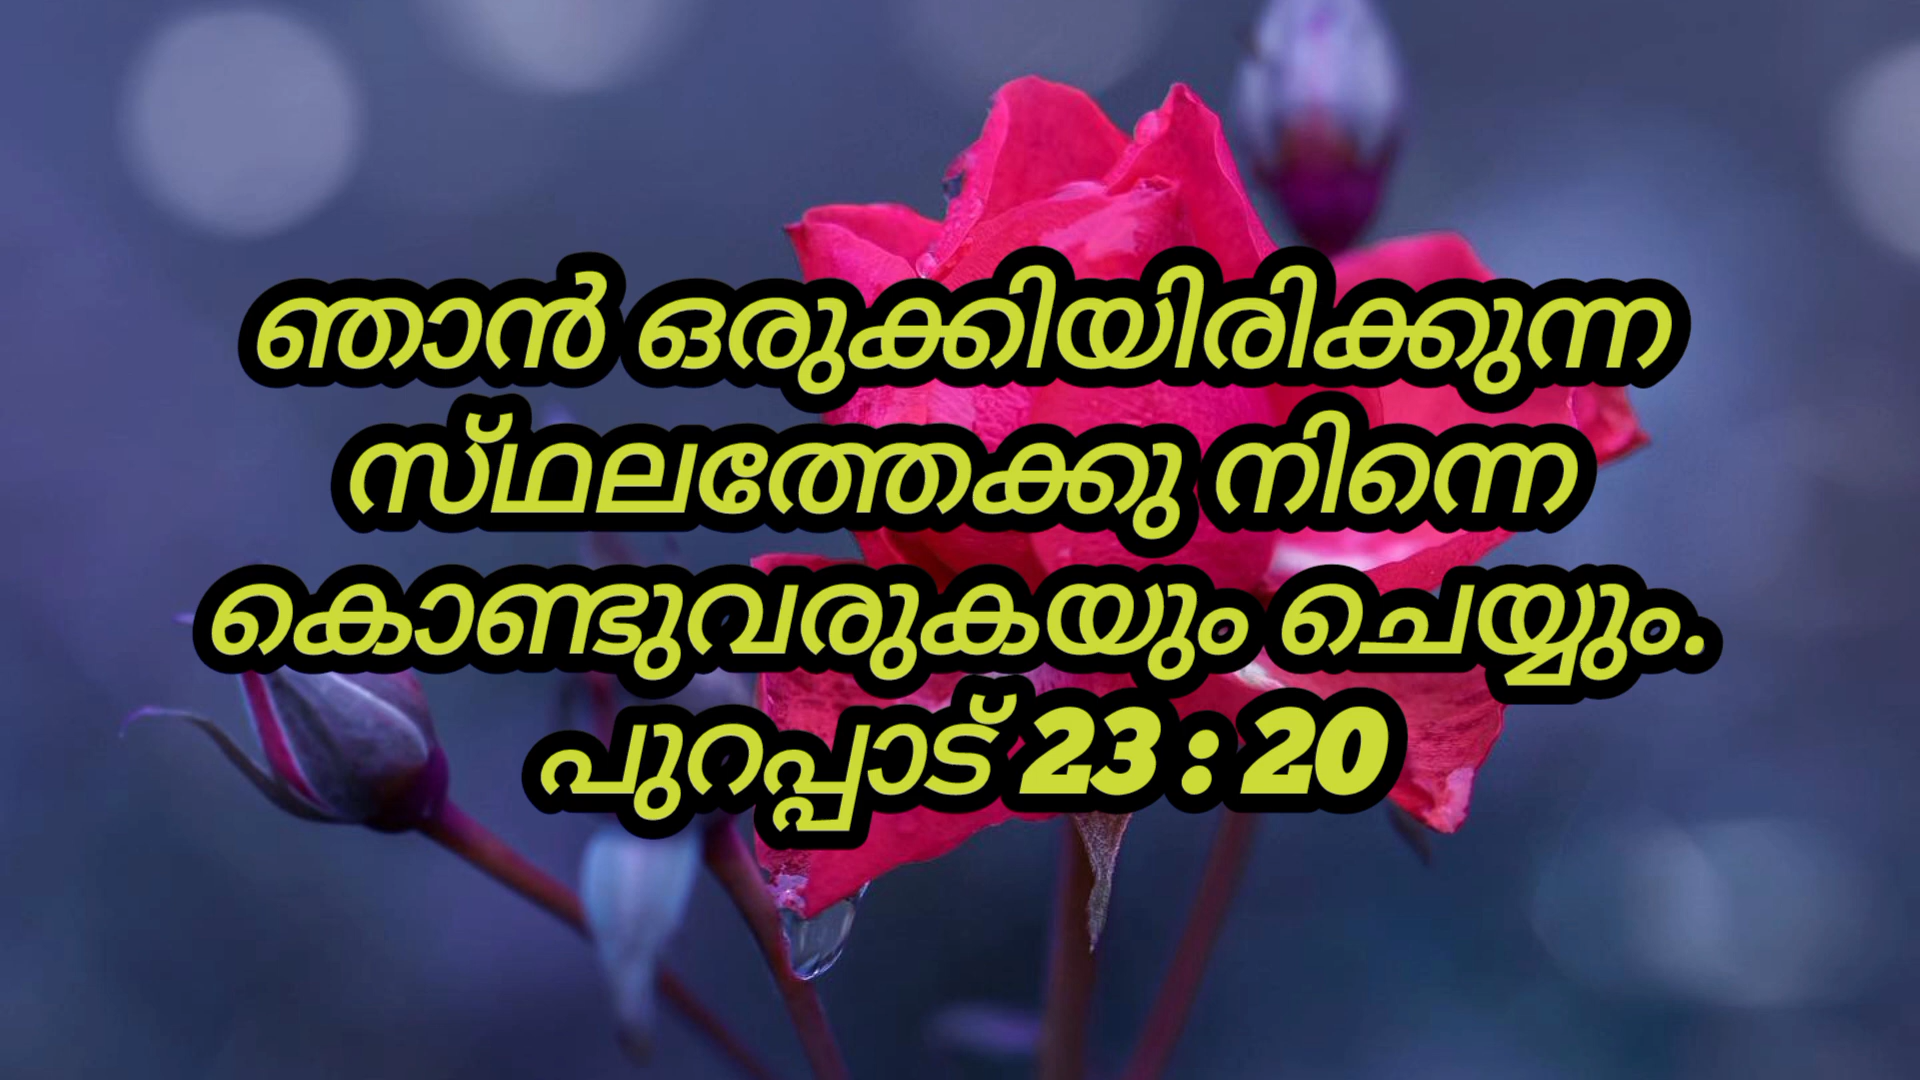 ഞാൻ ഒരുക്കിയിരിക്കുന്ന
സ്ഥലത്തേക്കു നിന്നെ
കൊണ്ടുവരുകയും ചെയ്യും.
പുറപ്പാട് 23 : 20